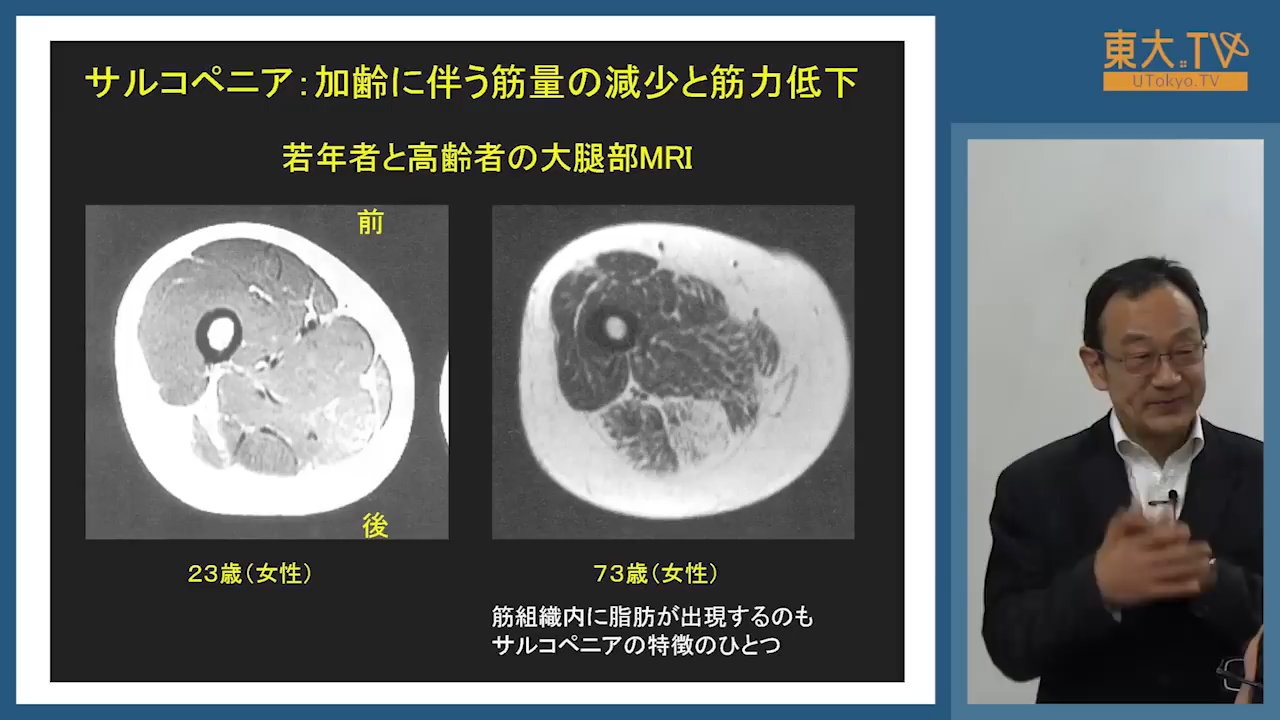 サルコペニア：加齢に伴う筋量の減少と筋力低下
若年者と高齢者の大腿部MRI
前
後
２３歳（女性）
７３歳（女性）
筋組織内に脂肪が出現するのも
サルコペニアの特徴のひとつ
東大.TV
UTokyo.TV